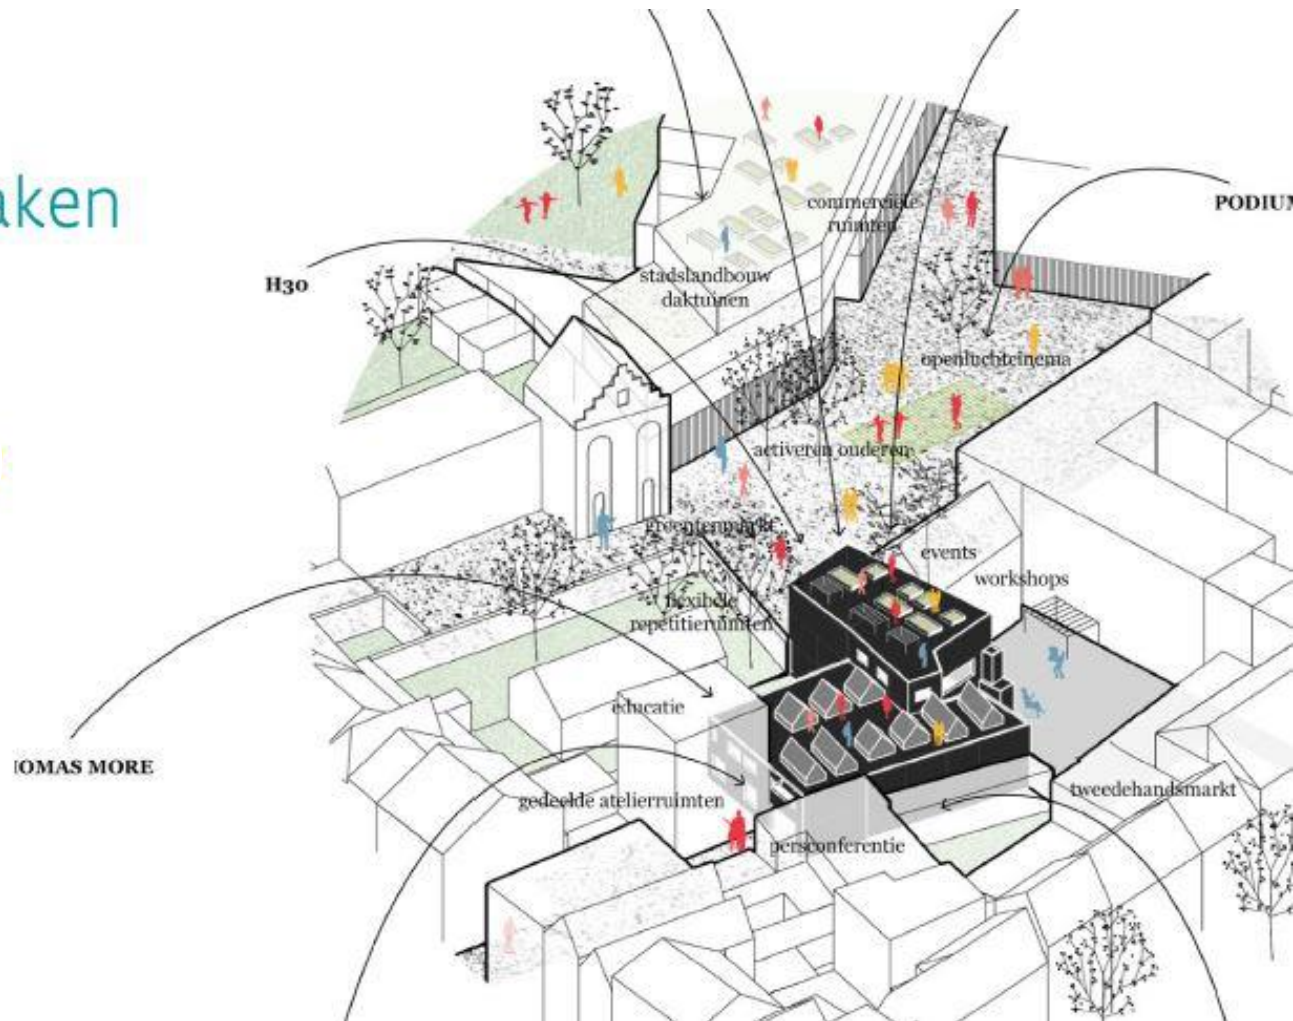 aken
commerciële
ruimten
PODIUM
H30
stadslandbouw
daktuinen
openluchtcinema
activeren ouderen
groentenmarkt
events
workshops
flexibele
repetitieruimten
educatie
IOMAS MORE
gedeelde atelierruimten
tweedehandsmarkt
persconferentie